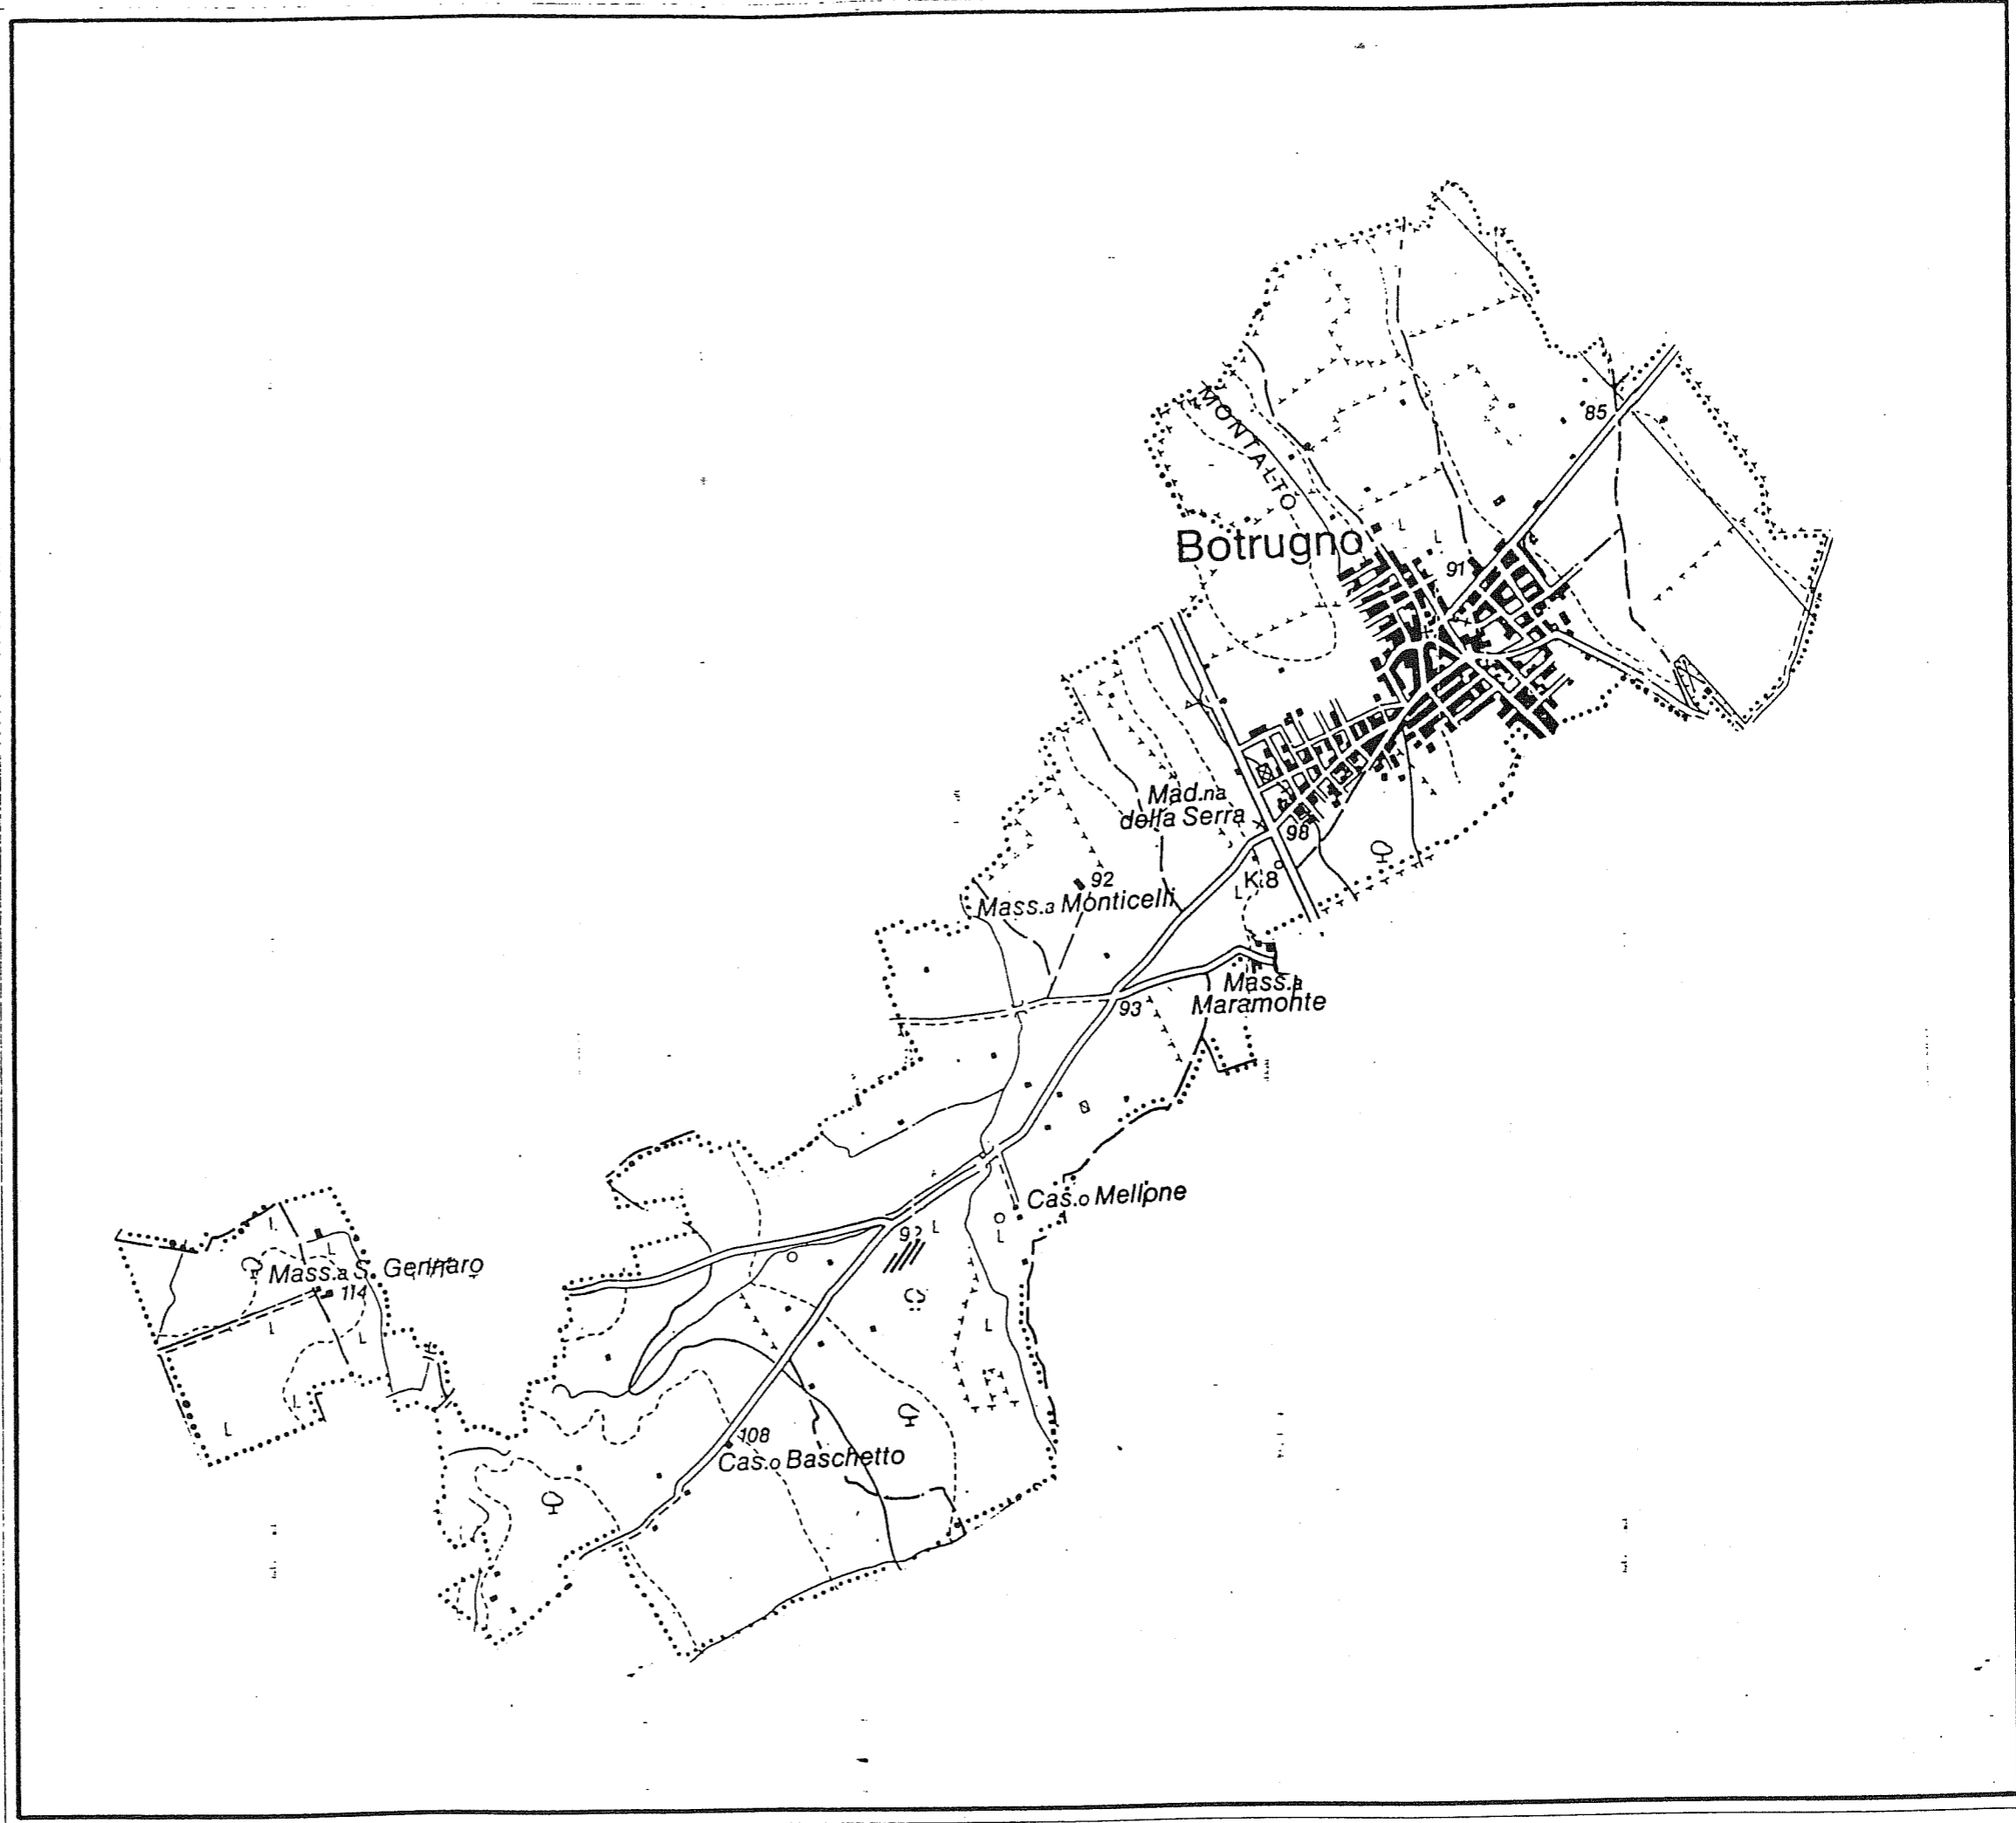 85
MONTALTO
Botrugno
91
Mad.na
della Serra
98
K.8
92
Mass.a Monticelli
Mass.a
Maramonte
93
Cas.o Mellone
Mass.a S. Gennaro
114
108
Cas.o Baschetto